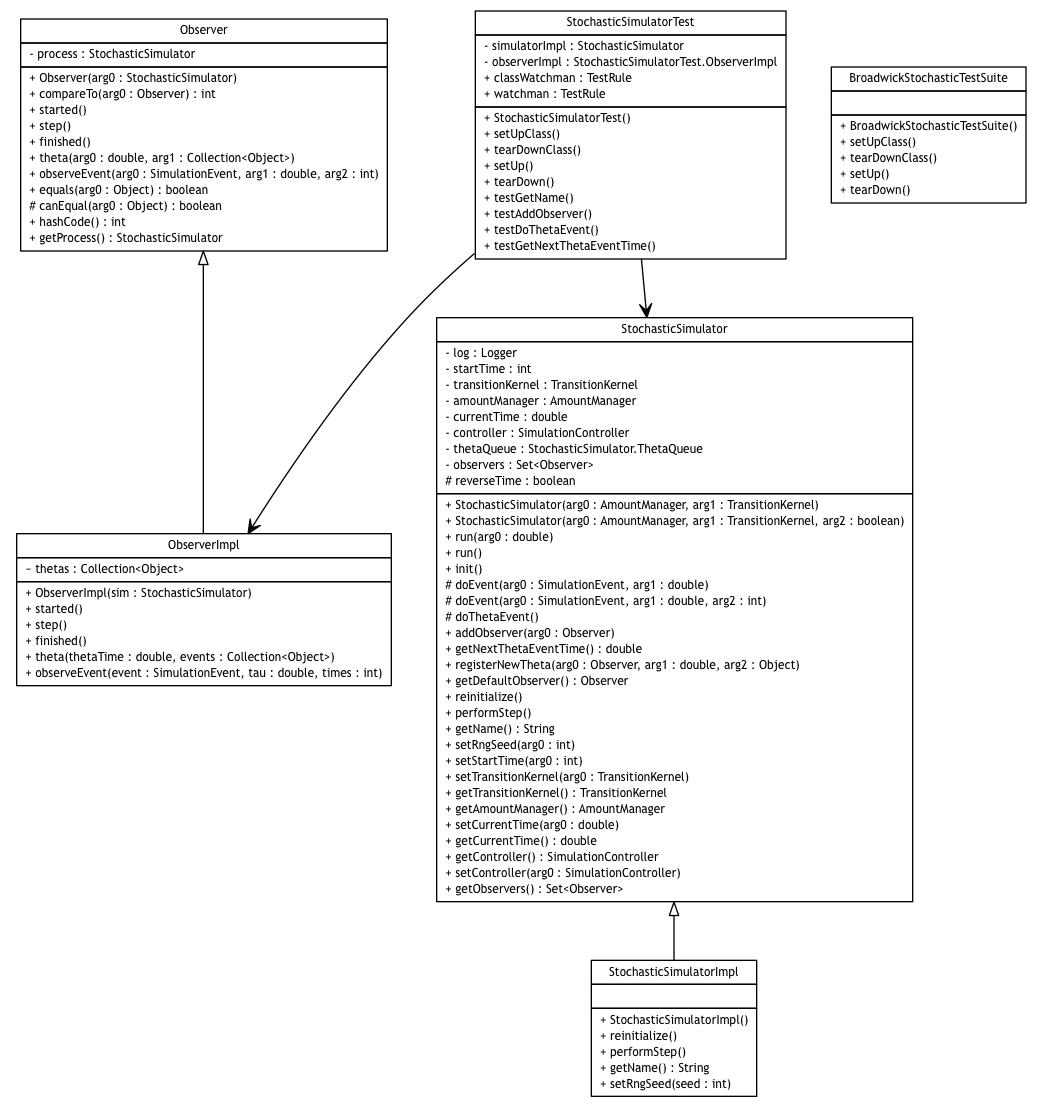 Observer
- process : StochasticSimulator
+ Observer(arg0 : StochasticSimulator)
+ compareTo(arg0 : Observer) : int
+ started()
+ step()
+ finished()
+ theta(arg0 : double, arg1 : Collection<Object>)
+ observeEvent(arg0 : SimulationEvent, arg1 : double, arg2 : int)
+ equals(arg0 : Object) : boolean
# canEqual(arg0 : Object) : boolean
+ hashCode() : int
+ getProcess() : StochasticSimulator
StochasticSimulatorTest
- simulatorImpl : StochasticSimulator
- observerImpl : StochasticSimulatorTest.ObserverImpl
+ classWatchman : TestRule
+ watchman : TestRule
+ StochasticSimulatorTest()
+ setUpClass()
+ tearDownClass()
+ setUp()
+ tearDown()
+ testGetName()
+ testAddObserver()
+ testDoThetaEvent()
+ testGetNextThetaEventTime()
BroadwickStochasticTestSuite
+ BroadwickStochasticTestSuite()
+ setUpClass()
+ tearDownClass()
+ setUp()
+ tearDown()
StochasticSimulator
- log : Logger
- startTime : int
- transitionKernel : TransitionKernel
- amountManager : AmountManager
- currentTime : double
- controller : SimulationController
- thetaQueue : StochasticSimulator.ThetaQueue
- observers : Set<Observer>
# reverseTime : boolean
+ StochasticSimulator(arg0 : AmountManager, arg1 : TransitionKernel)
+ StochasticSimulator(arg0 : AmountManager, arg1 : TransitionKernel, arg2 : boolean)
+ run(arg0 : double)
+ run()
+ init()
# doEvent(arg0 : SimulationEvent, arg1 : double)
# doEvent(arg0 : SimulationEvent, arg1 : double, arg2 : int)
# doThetaEvent()
+ addObserver(arg0 : Observer)
+ getNextThetaEventTime() : double
+ registerNewTheta(arg0 : Observer, arg1 : double, arg2 : Object)
+ getDefaultObserver() : Observer
+ reinitialize()
+ performStep()
+ getName() : String
+ setRngSeed(arg0 : int)
+ setStartTime(arg0 : int)
+ setTransitionKernel(arg0 : TransitionKernel)
+ getTransitionKernel() : TransitionKernel
+ getAmountManager() : AmountManager
+ setCurrentTime(arg0 : double)
+ getCurrentTime() : double
+ getController() : SimulationController
+ setController(arg0 : SimulationController)
+ getObservers() : Set<Observer>
ObserverImpl
~ thetas : Collection<Object>
+ ObserverImpl(sim : StochasticSimulator)
+ started()
+ step()
+ finished()
+ theta(thetaTime : double, events : Collection<Object>)
+ observeEvent(event : SimulationEvent, tau : double, times : int)
StochasticSimulatorImpl
+ StochasticSimulatorImpl()
+ reinitialize()
+ performStep()
+ getName() : String
+ setRngSeed(seed : int)